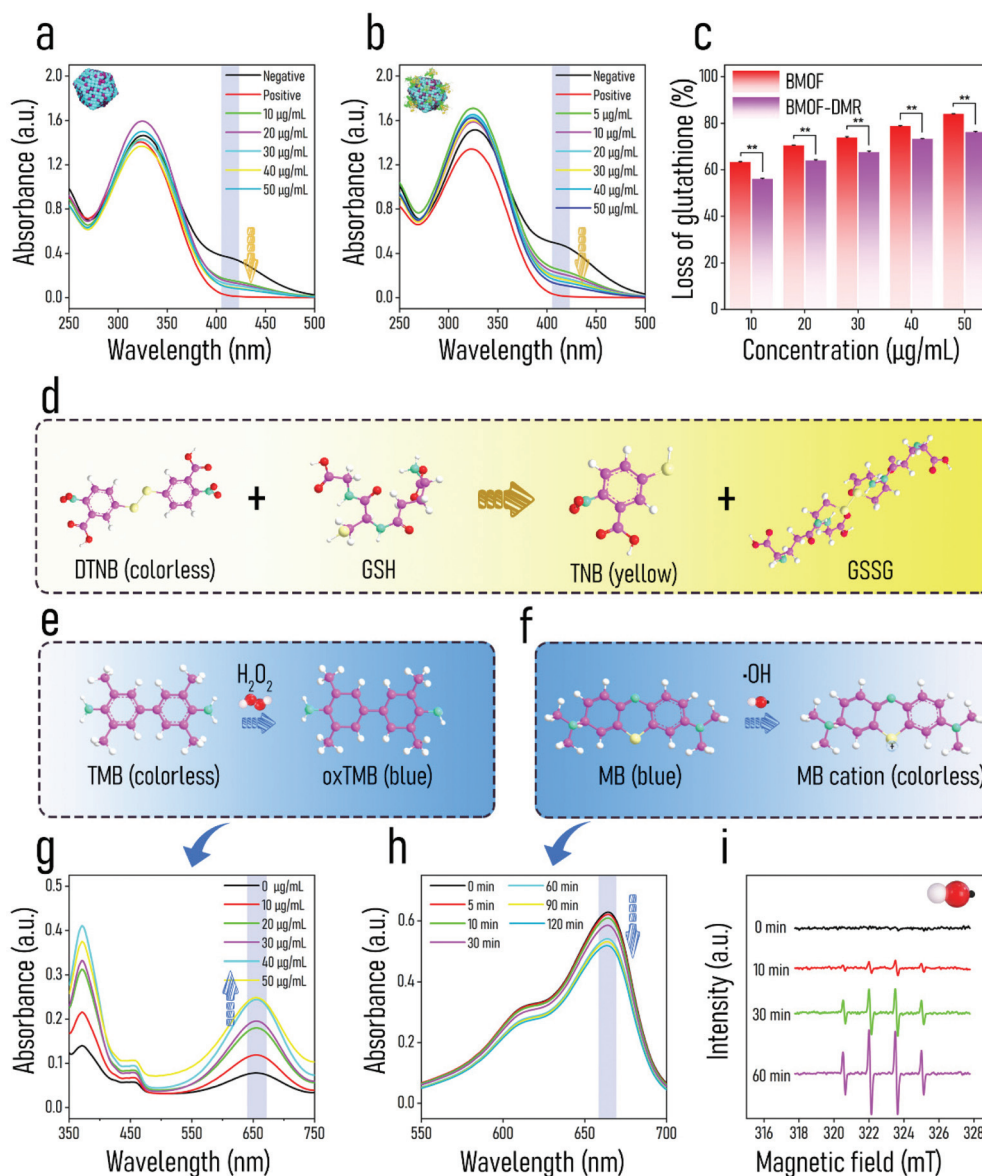 a
Absorbance (a.u.)
2.0
1.6
1.2
0.8
0.4
0.0
Negative
Positive
10 µg/mL
20 µg/mL
30 µg/mL
40 µg/mL
50 µg/mL
250 300 350 400 450 500
Wavelength (nm)
b
Absorbance (a.u.)
2.0
1.6
1.2
0.8
0.4
0.0
Negative
Positive
5 µg/mL
10 µg/mL
20 µg/mL
30 µg/mL
40 µg/mL
50 µg/mL
250 300 350 400 450 500
Wavelength (nm)
c
Loss of glutathione (%)
100
80
60
40
20
0
BMOF
BMOF-DMR
** ** ** ** **
10 20 30 40 50
Concentration (µg/mL)
d
+ +
DTNB (colorless) GSH TNB (yellow) GSSG
e
H2O2
TMB (colorless) oxTMB (blue)
f
·OH
+
MB (blue) MB cation (colorless)
g
Absorbance (a.u.)
0.5
0.4
0.3
0.2
0.1
0.0
0 µg/mL
10 µg/mL
20 µg/mL
30 µg/mL
40 µg/mL
50 µg/mL
350 450 550 650 750
Wavelength (nm)
h
Absorbance (a.u.)
0.6
0.4
0.2
0.0
0 min 60 min
5 min 90 min
10 min 120 min
30 min
550 600 650 700
Wavelength (nm)
i
Intensity (a.u.)
0 min
10 min
30 min
60 min
316 318 320 322 324 326 328
Magnetic field (mT)